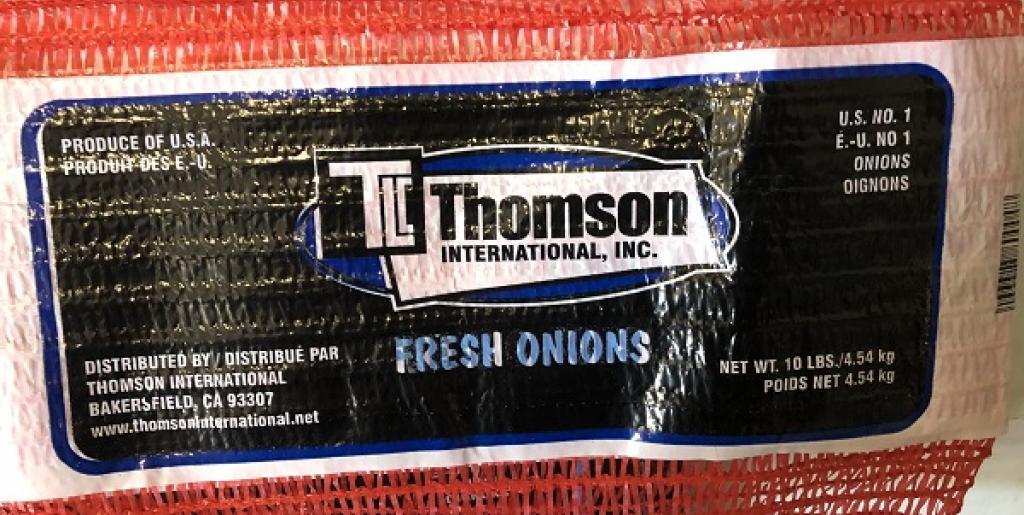 PRODUCE OF U.S.A.
PRODUIT DES É.-U.
U.S. NO. 1
É.-U. NO 1
ONIONS
OIGNONS
TLC Thomson
INTERNATIONAL, INC.
FRESH ONIONS
DISTRIBUTED BY / DISTRIBUÉ PAR
THOMSON INTERNATIONAL
BAKERSFIELD, CA 93307
www.thomsoninternational.net
NET WT. 10 LBS./4.54 kg
POIDS NET 4.54 kg